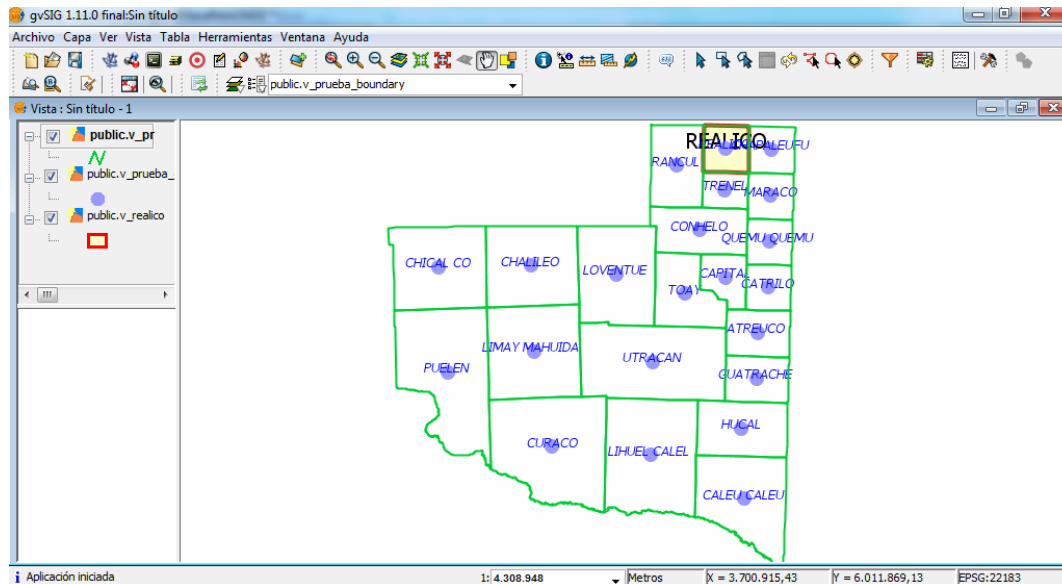 gvSIG 1.11.0 final:Sin título
Archivo Capa Ver Vista Tabla Herramientas Ventana Ayuda
public.v_prueba_boundary
Vista : Sin título - 1
public.v_pr
public.v_prueba_
public.v_realico
REALICO
RANCUL
TRENEL
MARACO
CONHELO
QUEMU QUEMU
CHICAL CO
CHALILEO
LOVENTUE
TOAY
CAPITAL
CATRILO
ATREUCO
PUELEN
LIMAY MAHUIDA
UTRACAN
GUATRACHE
CURACO
LIHUEL CALEL
HUCAL
CALEU CALEU
Aplicación iniciada
1: 4.308.948
Metros
X = 3.700.915,43
Y = 6.011.869,13
EPSG:22183